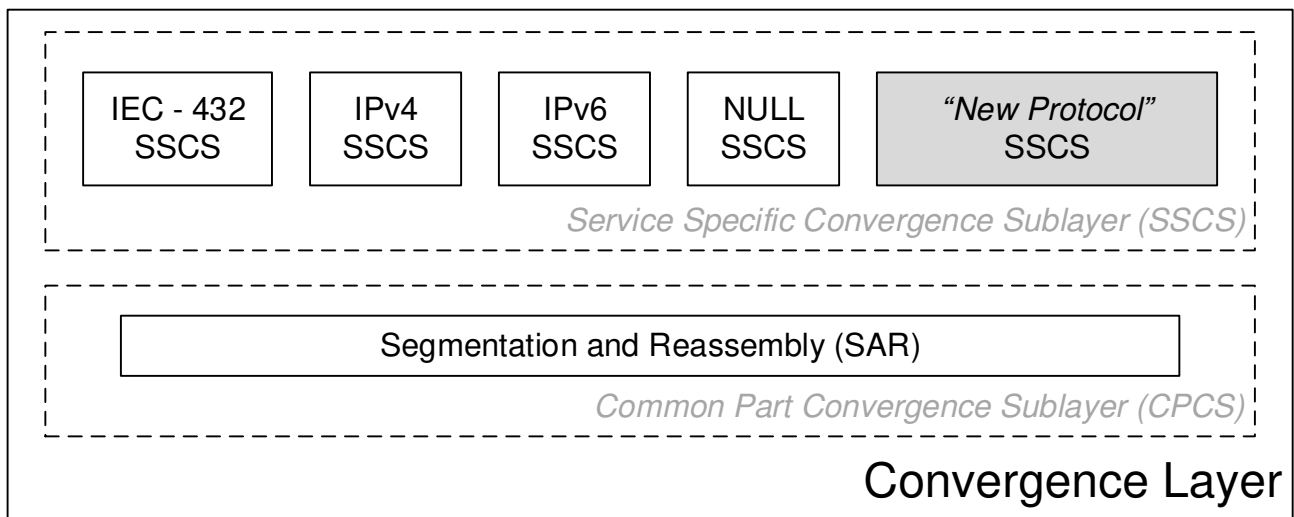 IEC - 432
SSCS
IPv4
SSCS
IPv6
SSCS
NULL
SSCS
“New Protocol”
SSCS
Service Specific Convergence Sublayer (SSCS)
Segmentation and Reassembly (SAR)
Common Part Convergence Sublayer (CPCS)
Convergence Layer